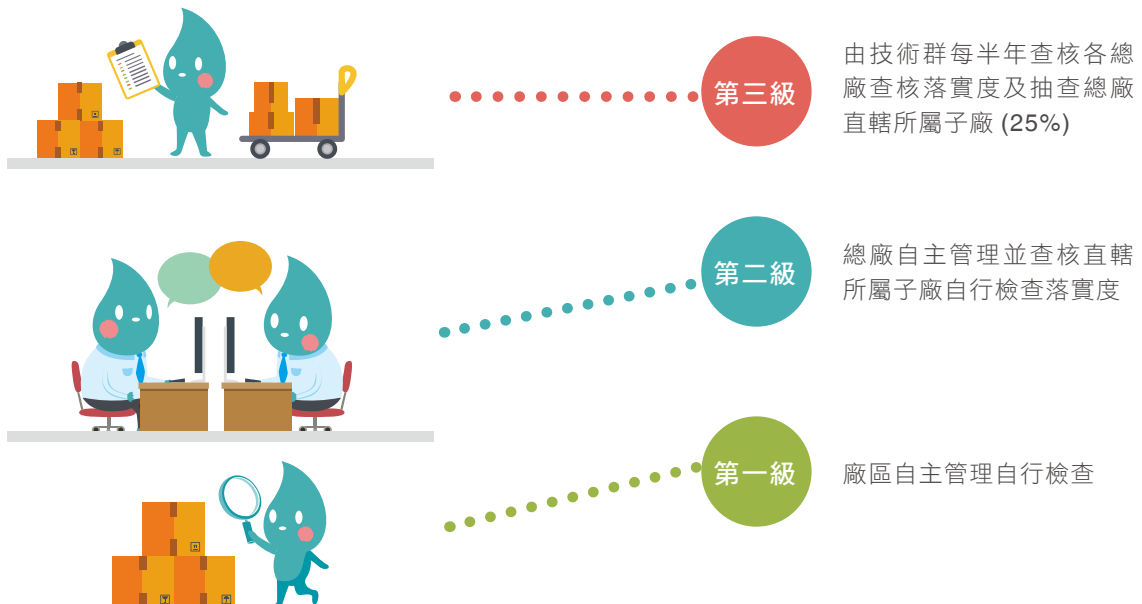 第三級
由技術群每半年查核各總
廠查核落實度及抽查總廠
直轄所屬子廠 (25%)
第二級
總廠自主管理並查核直轄
所屬子廠自行檢查落實度
第一級
廠區自主管理自行檢查